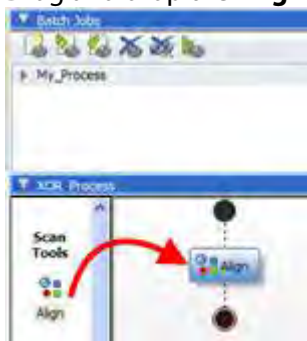 Batch Jobs
My_Process
XOR_Process
Scan
Tools
Align
Align